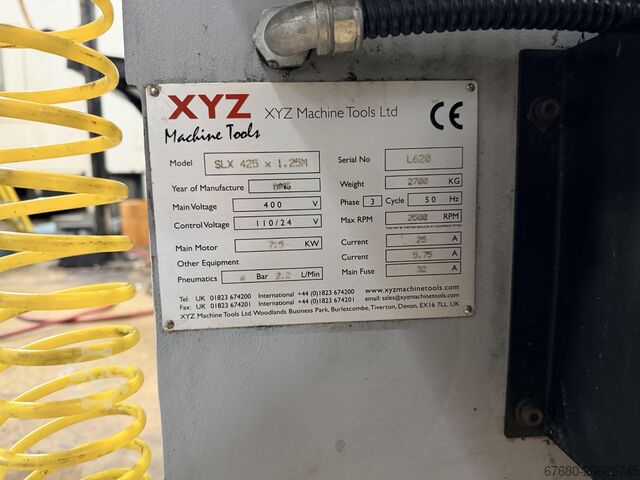 XYZ XYZ Machine Tools Ltd CE
Machine Tools
Model SLX 425 x 1.25M Serial No L620
Year of Manufacture Weight 2700 KG
Main Voltage 400 V Phase 3 Cycle 50 Hz
Control Voltage 110/24 V Max RPM 2500 RPM
Main Motor 7.5 KW Current 25 A
Other Equipment Current 5.75 A
Pneumatics 6 Bar 2.2 L/Min Main Fuse 32 A
Tel: UK 01823 674200 International +44 (0)1823 674200 www.xyzmachinetools.com
Fax: UK 01823 674201 International +44 (0)1823 674201 email: sales@xyzmachinetools.com
XYZ Machine Tools Ltd. Woodlands Business Park, Burlescombe, Tiverton, Devon, EX16 7LL UK
67680-20665745